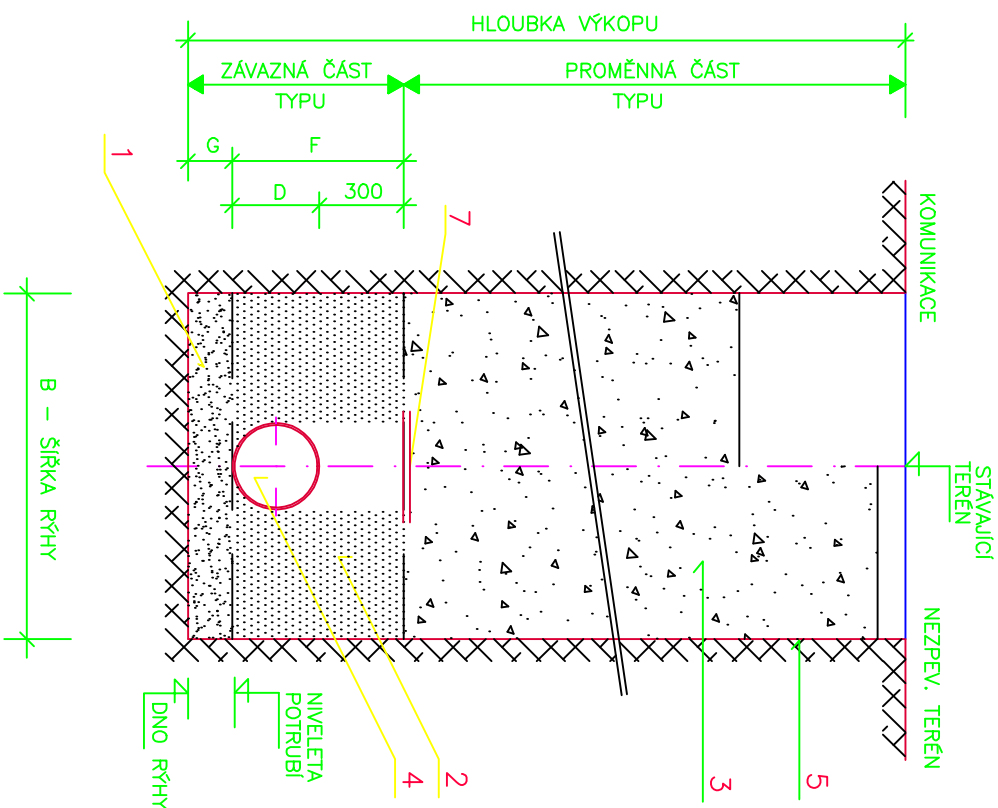 HLOUBKA VÝKOPU
ZÁVAZNÁ ČÁST
TYPU
PROMĚNNÁ ČÁST
TYPU
G
F
D
300
1
7
KOMUNIKACE
STÁVAJÍCÍ
TERÉN
NEZPEV. TERÉN
B – ŠÍŘKA RÝHY
NIVELETA
POTRUBÍ
DNO RÝHY
4
2
3
5